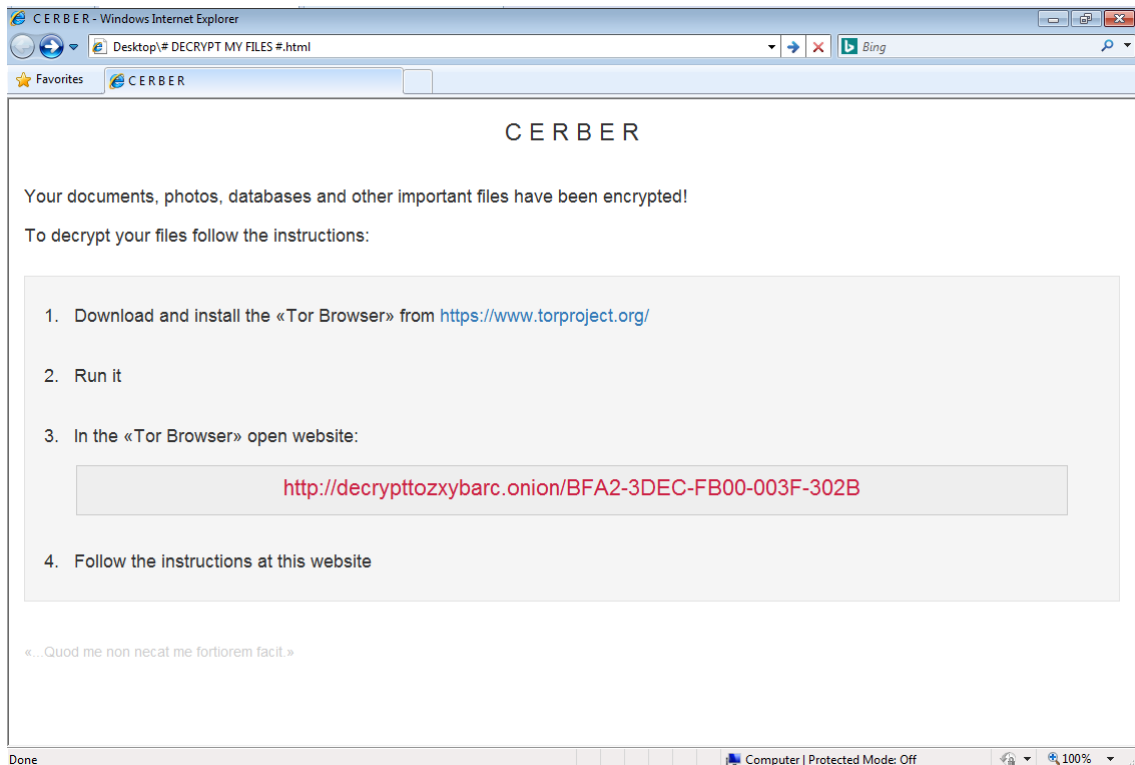 C E R B E R - Windows Internet Explorer
Desktop\# DECRYPT MY FILES #.html
Bing
Favorites
C E R B E R
C E R B E R
Your documents, photos, databases and other important files have been encrypted!
To decrypt your files follow the instructions:
1. Download and install the «Tor Browser» from https://www.torproject.org/
2. Run it
3. In the «Tor Browser» open website:
http://decrypttozxybarc.onion/BFA2-3DEC-FB00-003F-302B
4. Follow the instructions at this website
«...Quod me non necat me fortiorem facit.»
Done
Computer | Protected Mode: Off
100%